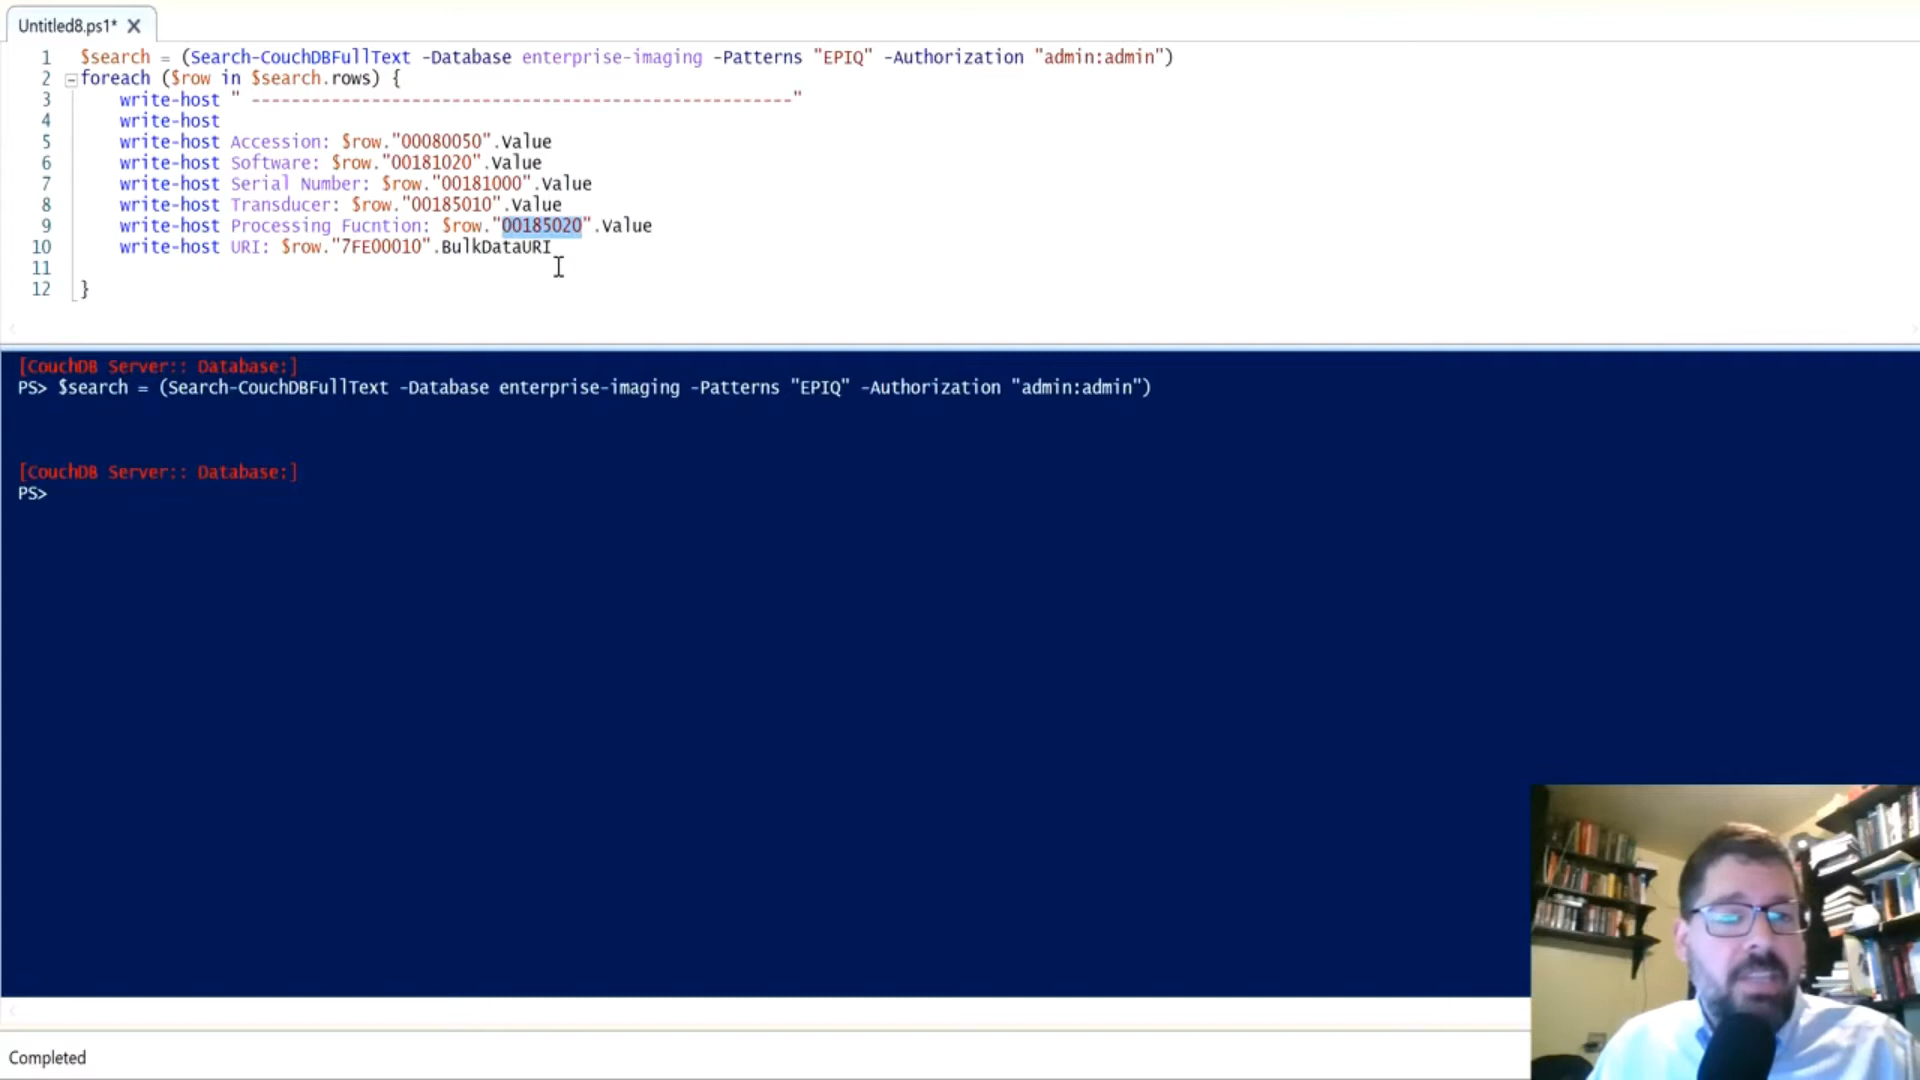 Untitled8.ps1* X
1 $search = (Search-CouchDBFullText -Database enterprise-imaging -Patterns "EPIQ" -Authorization "admin:admin")
2 foreach ($row in $search.rows) {
3 write-host " ------------------------------------------------------"
4 write-host
5 write-host Accession: $row."00080050".Value
6 write-host Software: $row."00181020".Value
7 write-host Serial Number: $row."00181000".Value
8 write-host Transducer: $row."00185010".Value
9 write-host Processing Fucntion: $row."00185020".Value
10 write-host URI: $row."7FE00010".BulkDataURI
11
12 }
[CouchDB Server:: Database:]
PS> $search = (Search-CouchDBFullText -Database enterprise-imaging -Patterns "EPIQ" -Authorization "admin:admin")
[CouchDB Server:: Database:]
PS>
Completed